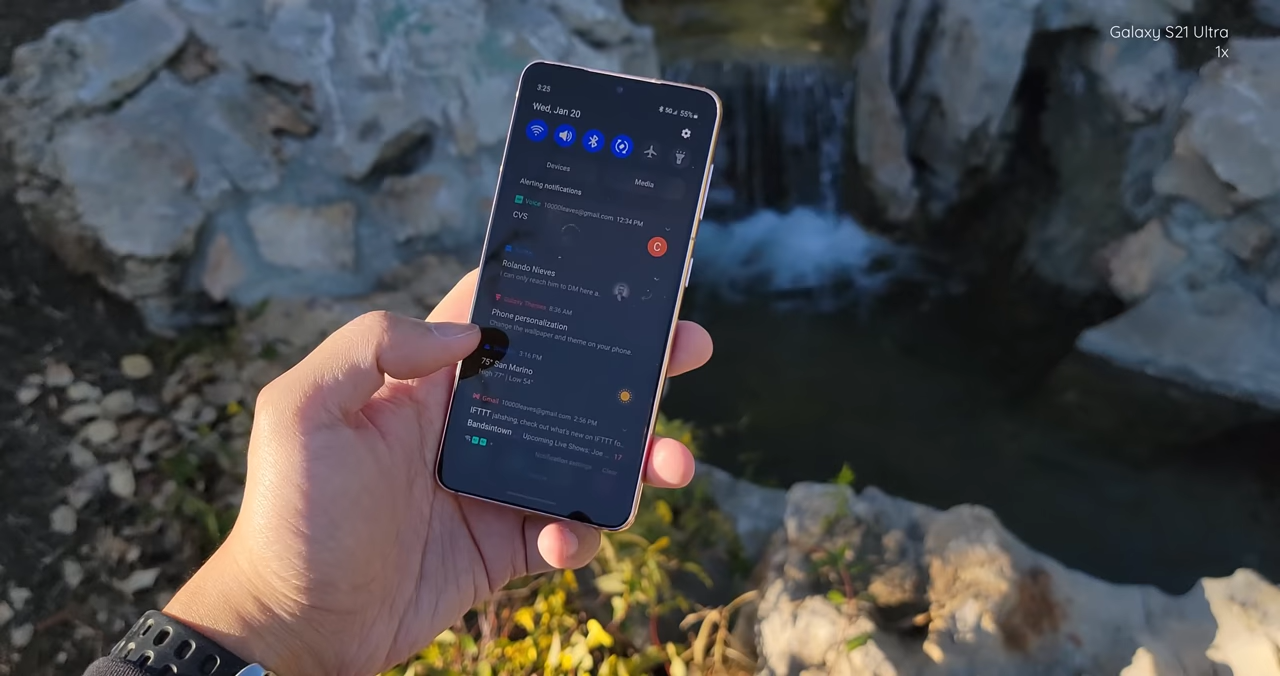 Galaxy S21 Ultra
1x
3:25
5G 55%
Wed, Jan 20
Devices
Media
Alerting notifications
Voice 10000leaves@gmail.com 12:34 PM
CVS
C
Rolando Nieves
I can only reach him to DM here a
Galaxy Themes 8:36 AM
Phone personalization
Change the wallpaper and theme on your phone.
3:16 PM
75° San Marino
High 77° | Low 54°
Gmail 10000leaves@gmail.com 2:56 PM
IFTTT jahshing, check out what's new on IFTTT fo...
Bandsintown Upcoming Live Shows: Joe ... 17
Notification settings Clear